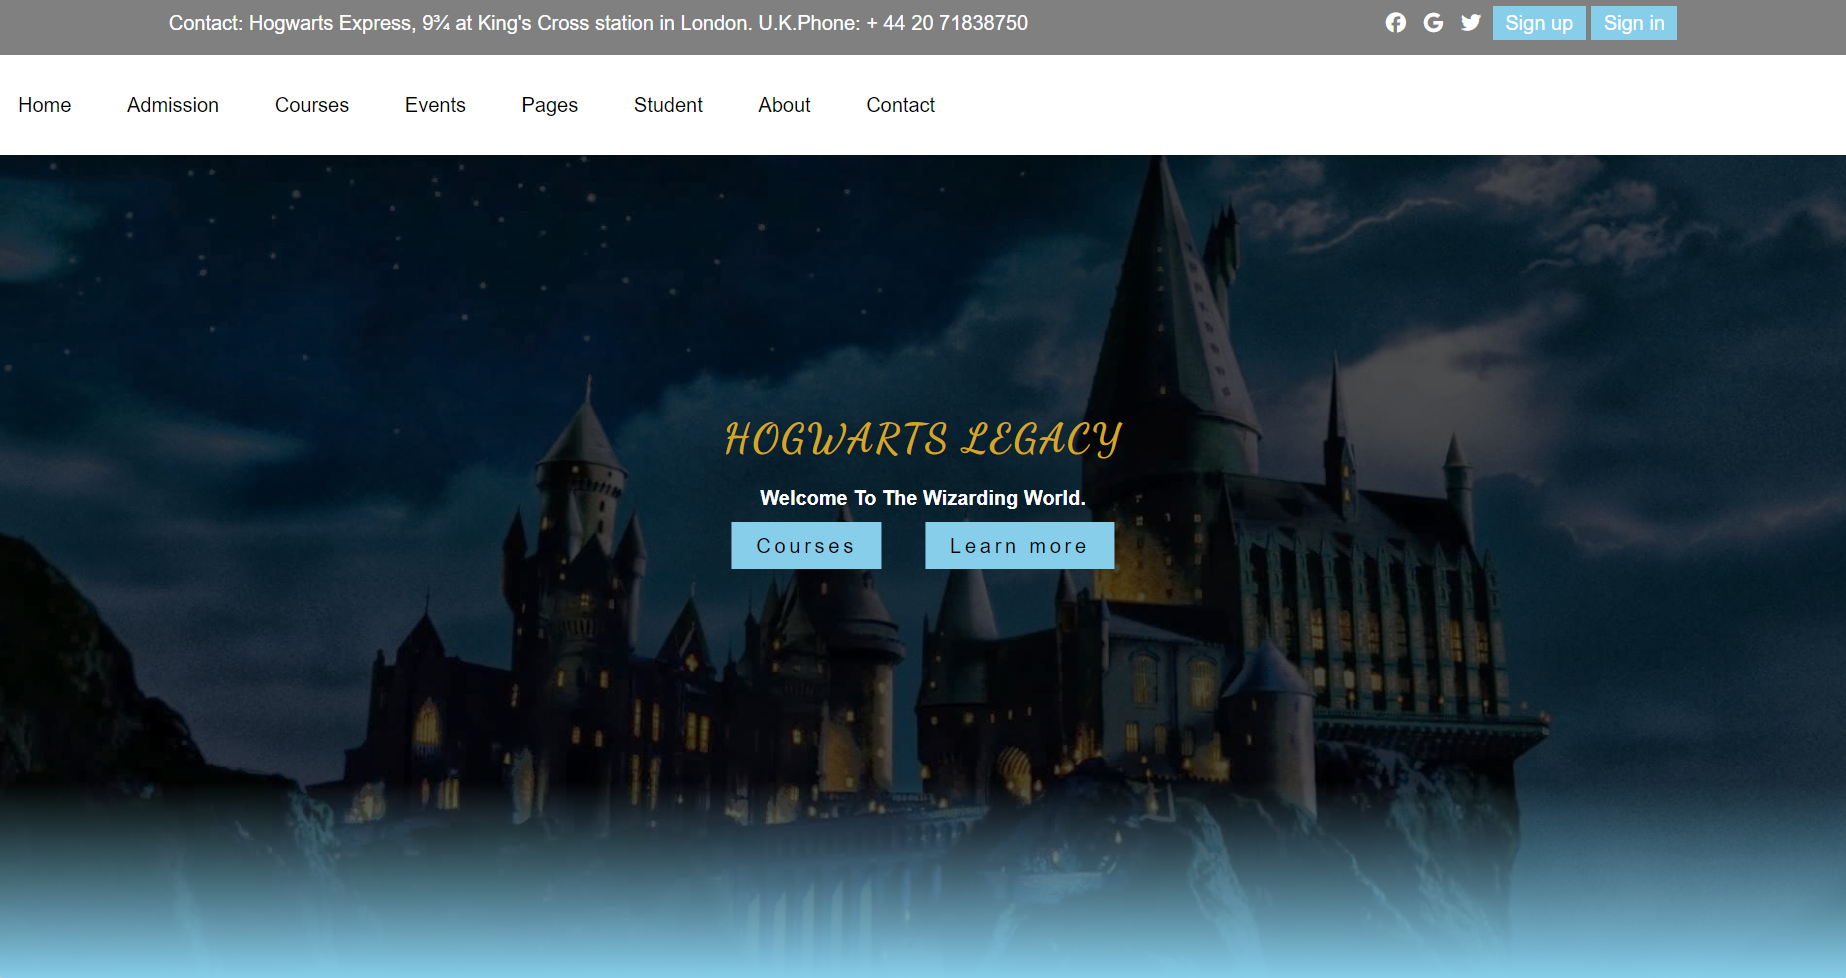 Contact: Hogwarts Express, 9¾ at King's Cross station in London. U.K.Phone: + 44 20 71838750
Sign up Sign in
Home Admission Courses Events Pages Student About Contact
HOGWARTS LEGACY
Welcome To The Wizarding World.
Courses Learn more